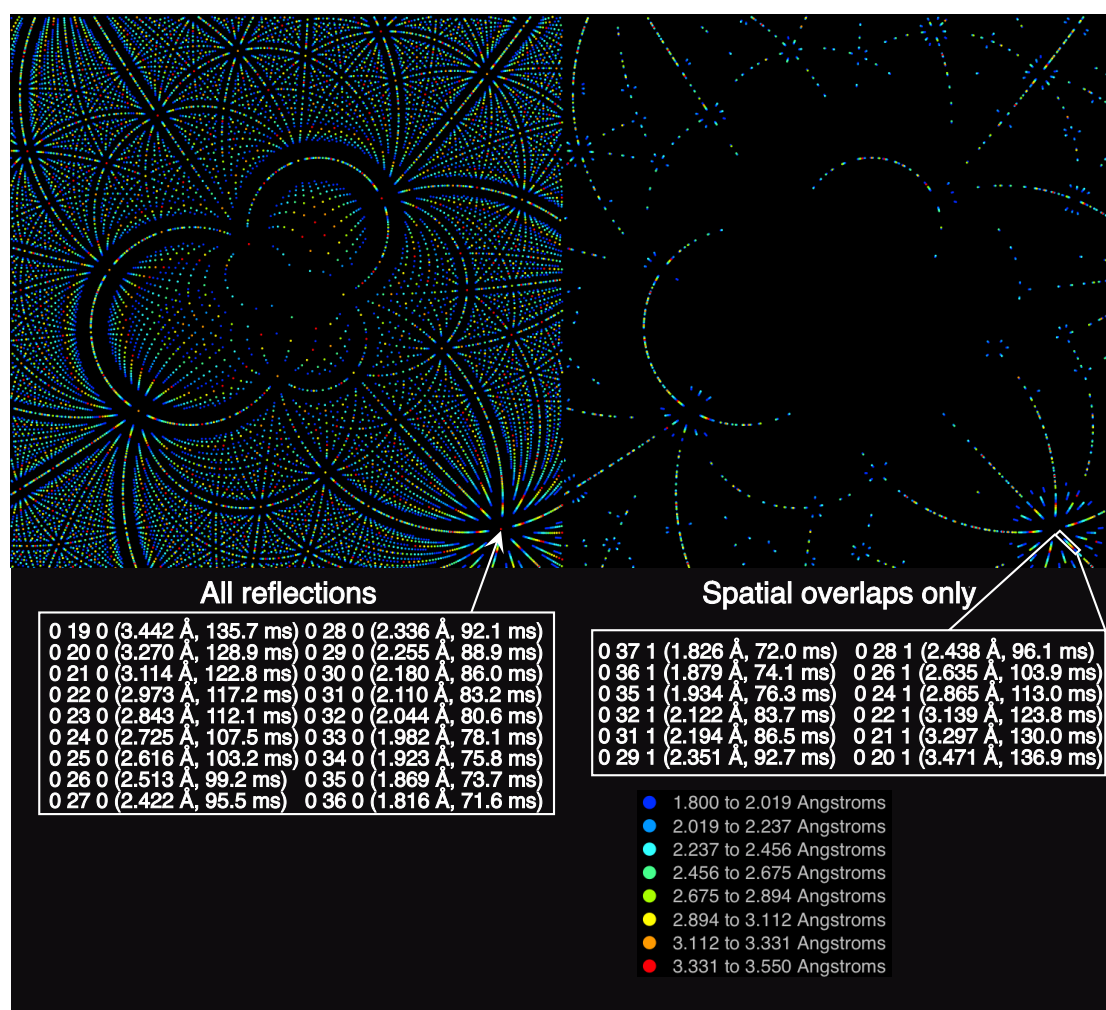 All reflections
0 19 0 (3.442 Å, 135.7 ms) 0 28 0 (2.336 Å, 92.1 ms)
0 20 0 (3.270 Å, 128.9 ms) 0 29 0 (2.255 Å, 88.9 ms)
0 21 0 (3.114 Å, 122.8 ms) 0 30 0 (2.180 Å, 86.0 ms)
0 22 0 (2.973 Å, 117.2 ms) 0 31 0 (2.110 Å, 83.2 ms)
0 23 0 (2.843 Å, 112.1 ms) 0 32 0 (2.044 Å, 80.6 ms)
0 24 0 (2.725 Å, 107.5 ms) 0 33 0 (1.982 Å, 78.1 ms)
0 25 0 (2.616 Å, 103.2 ms) 0 34 0 (1.923 Å, 75.8 ms)
0 26 0 (2.513 Å, 99.2 ms) 0 35 0 (1.869 Å, 73.7 ms)
0 27 0 (2.422 Å, 95.5 ms) 0 36 0 (1.816 Å, 71.6 ms)
Spatial overlaps only
0 37 1 (1.826 Å, 72.0 ms) 0 28 1 (2.438 Å, 96.1 ms)
0 36 1 (1.879 Å, 74.1 ms) 0 26 1 (2.635 Å, 103.9 ms)
0 35 1 (1.934 Å, 76.3 ms) 0 24 1 (2.865 Å, 113.0 ms)
0 32 1 (2.122 Å, 83.7 ms) 0 22 1 (3.139 Å, 123.8 ms)
0 31 1 (2.194 Å, 86.5 ms) 0 21 1 (3.297 Å, 130.0 ms)
0 29 1 (2.351 Å, 92.7 ms) 0 20 1 (3.471 Å, 136.9 ms)
1.800 to 2.019 Angstroms
2.019 to 2.237 Angstroms
2.237 to 2.456 Angstroms
2.456 to 2.675 Angstroms
2.675 to 2.894 Angstroms
2.894 to 3.112 Angstroms
3.112 to 3.331 Angstroms
3.331 to 3.550 Angstroms